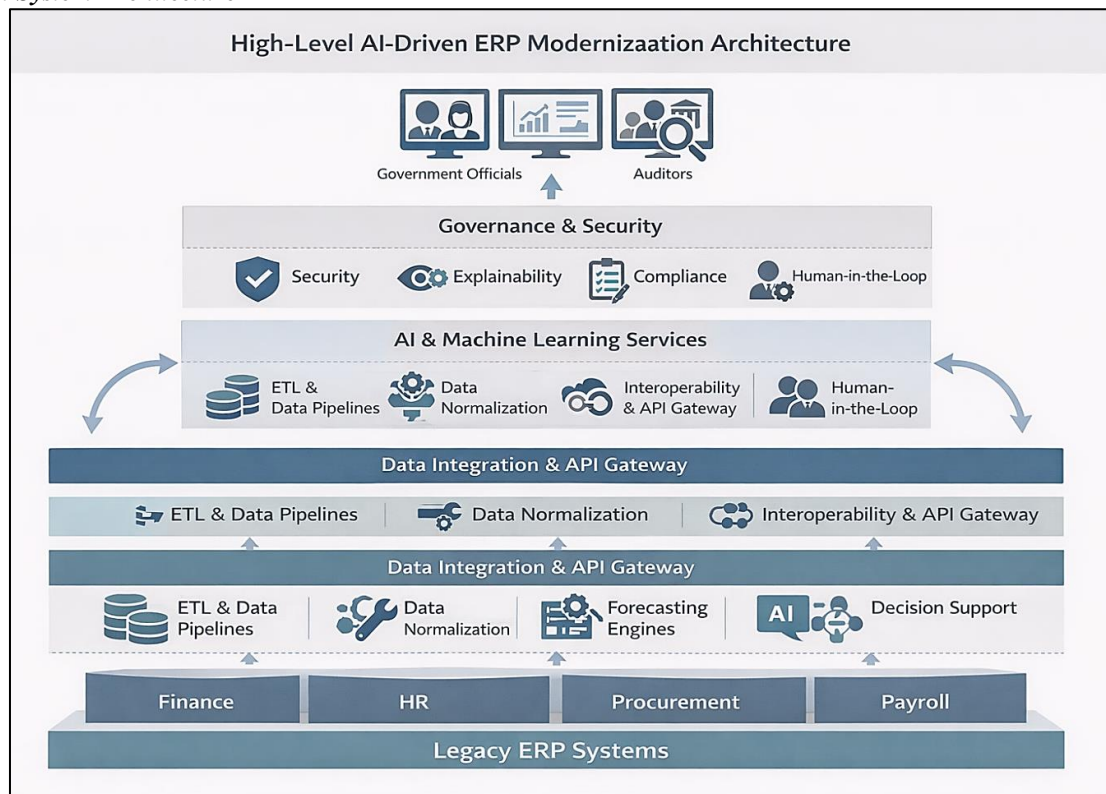 High-Level AI-Driven ERP Modernizaation Architecture
Government Officials
Auditors
Governance & Security
Security
Explainability
Compliance
Human-in-the-Loop
AI & Machine Learning Services
ETL &
Data Pipelines
Data
Normalization
Interoperability
& API Gateway
Human-
in-the-Loop
Data Integration & API Gateway
ETL & Data Pipelines
Data Normalization
Interoperability & API Gateway
Data Integration & API Gateway
ETL & Data
Pipelines
Data
Normalization
Forecasting
Engines
AI
Decision Support
Finance
HR
Procurement
Payroll
Legacy ERP Systems